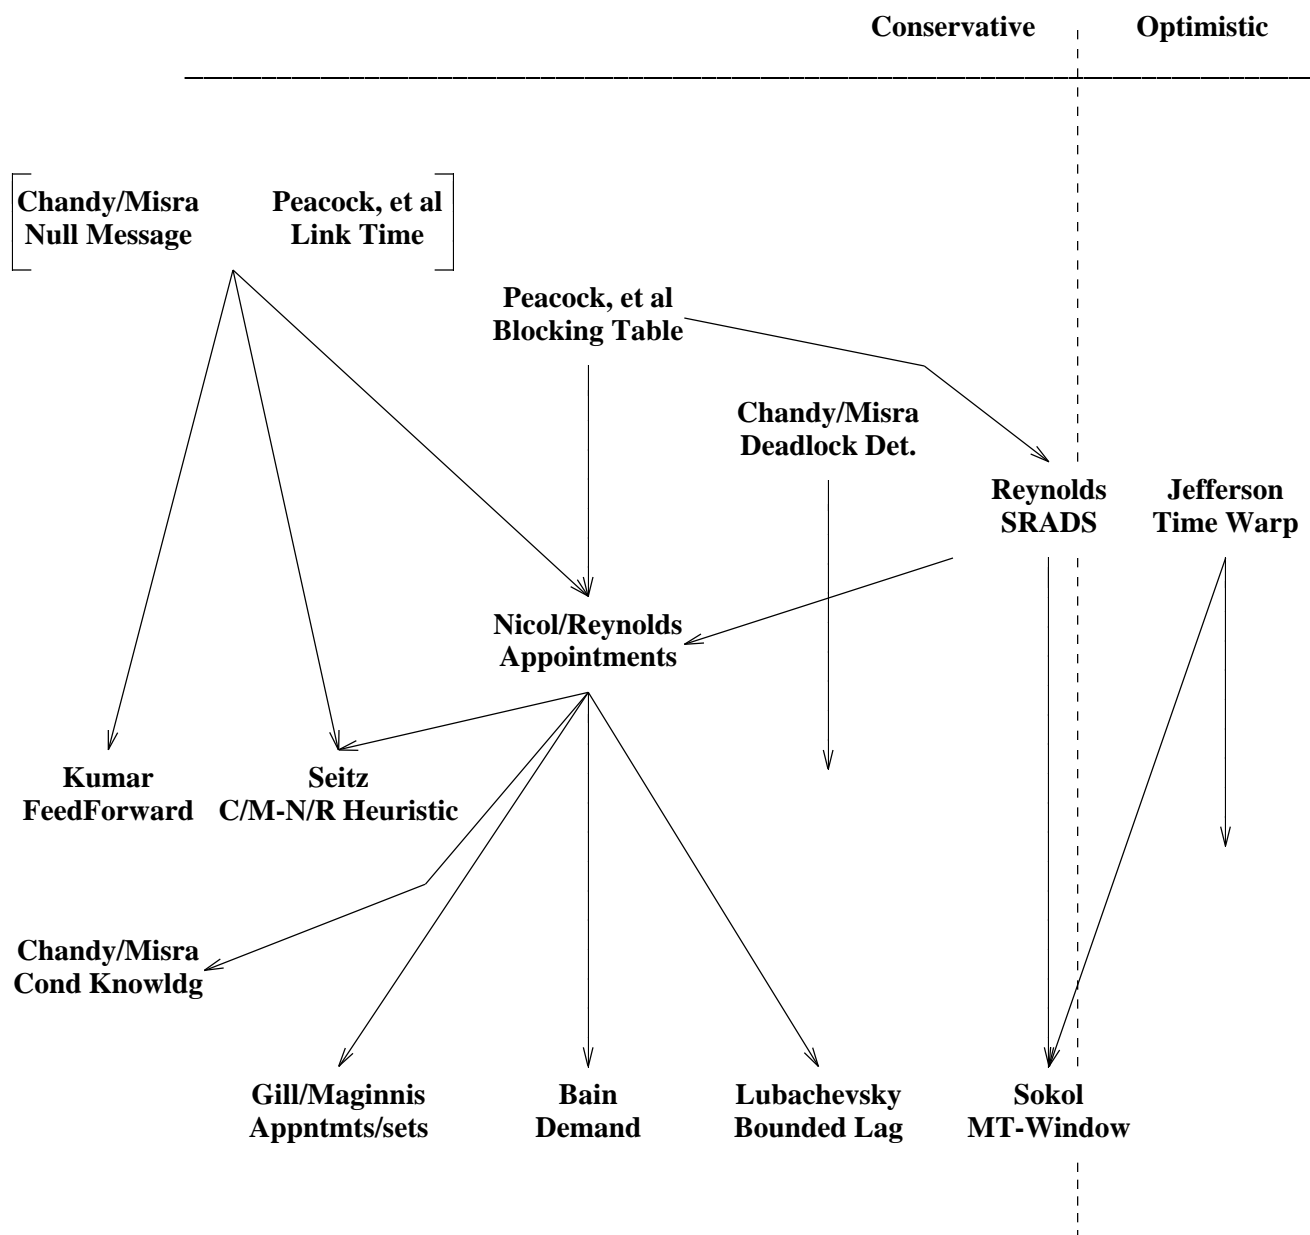 Conservative
Optimistic
Chandy/Misra
Null Message
Peacock, et al
Link Time
Peacock, et al
Blocking Table
Chandy/Misra
Deadlock Det.
Reynolds
SRADS
Jefferson
Time Warp
Nicol/Reynolds
Appointments
Kumar
FeedForward
Seitz
C/M-N/R Heuristic
Chandy/Misra
Cond Knowldg
Gill/Maginnis
Appntmts/sets
Bain
Demand
Lubachevsky
Bounded Lag
Sokol
MT-Window